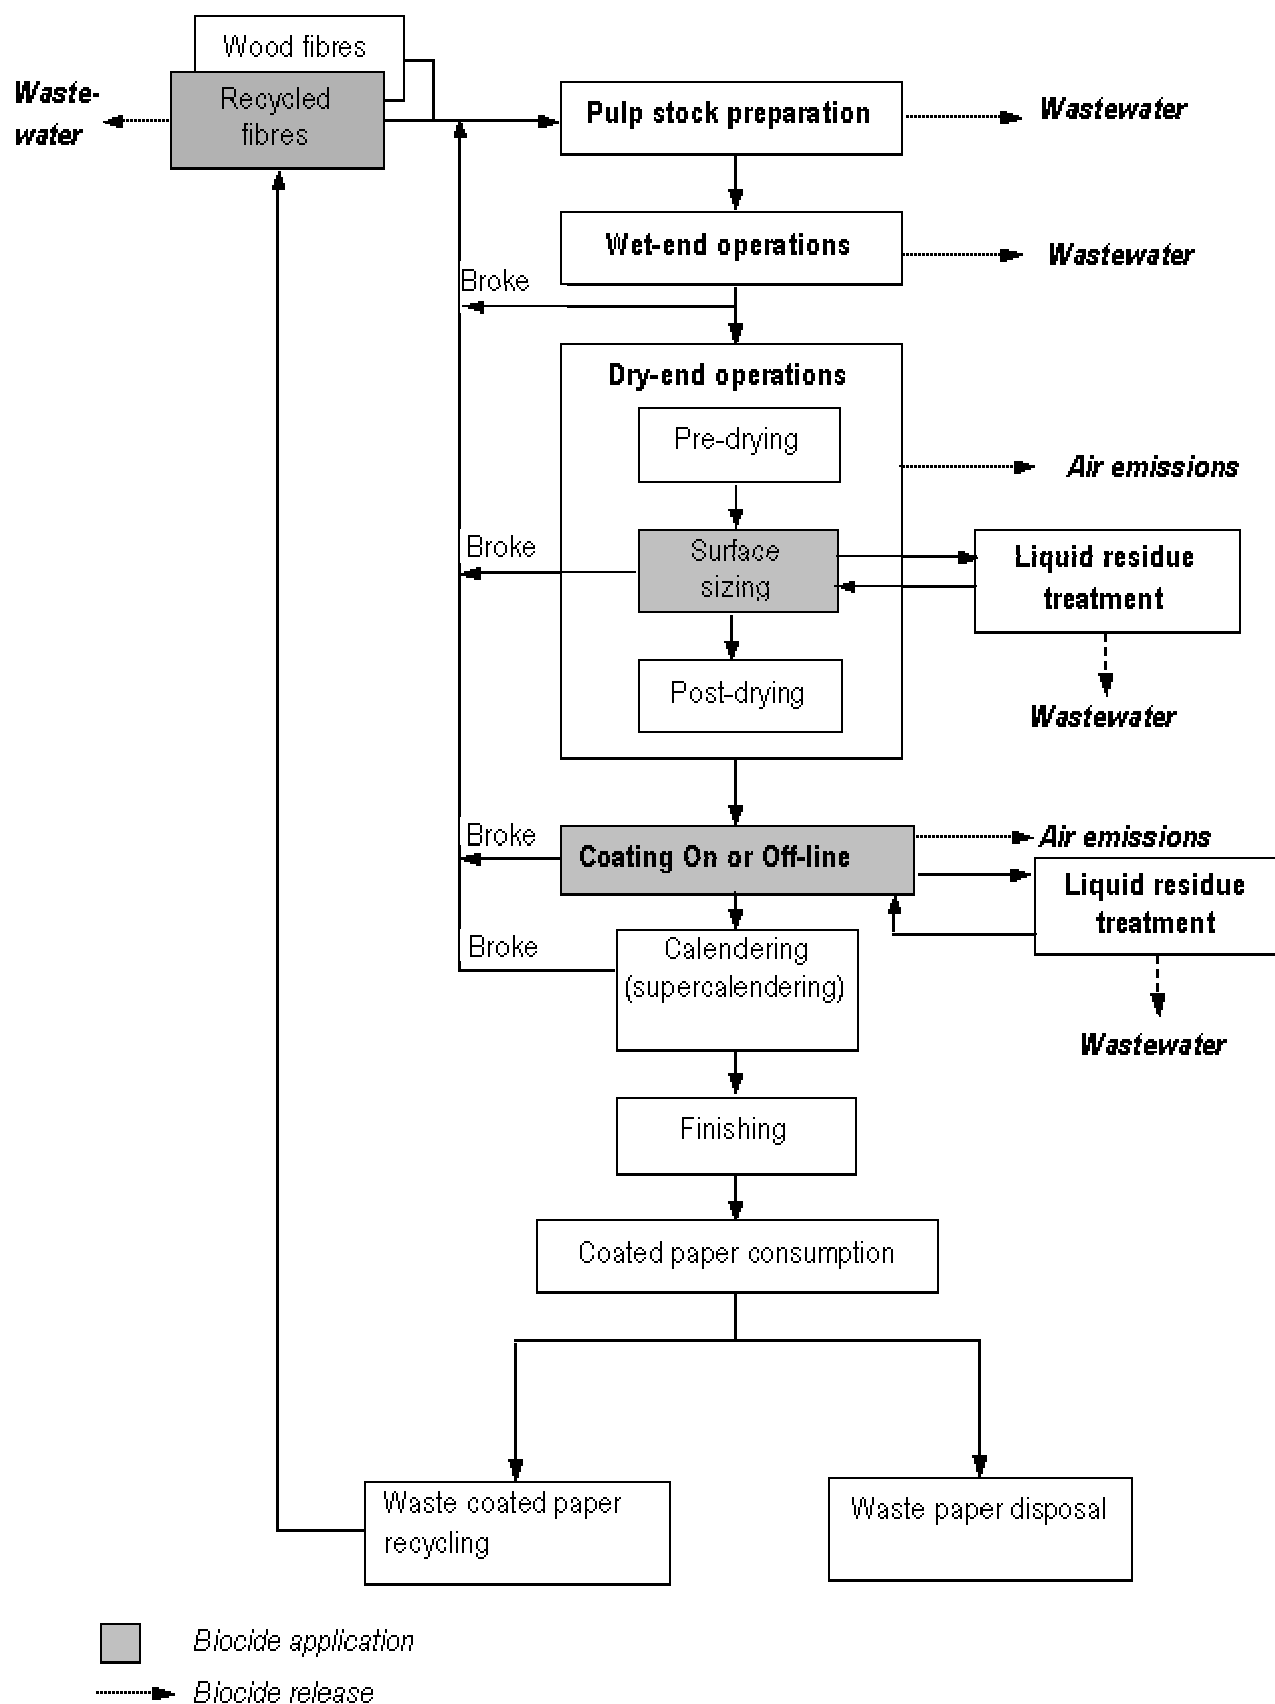 Wood fibres
Waste-
water
Recycled
fibres
Pulp stock preparation
Wastewater
Wet-end operations
Wastewater
Broke
Dry-end operations
Pre-drying
Air emissions
Broke
Surface
sizing
Liquid residue
treatment
Post-drying
Wastewater
Broke
Coating On or Off-line
Air emissions
Liquid residue
treatment
Broke
Calendering
(supercalendering)
Wastewater
Finishing
Coated paper consumption
Waste coated paper
recycling
Waste paper disposal
Biocide application
Biocide release